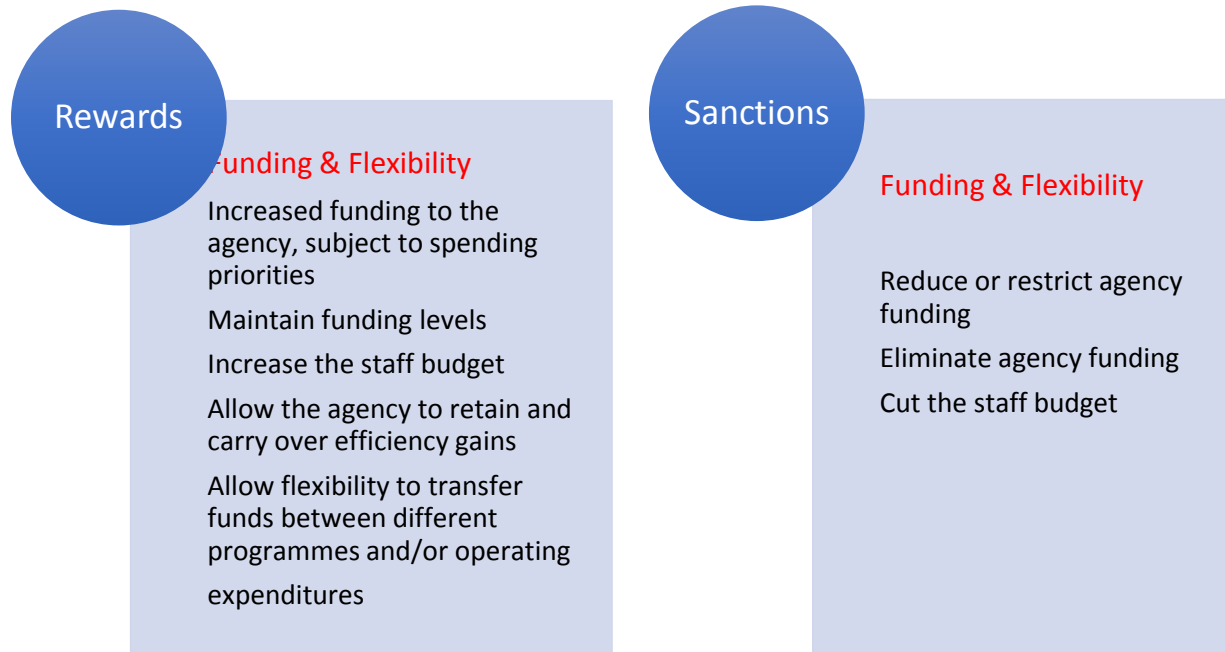 Rewards
Funding & Flexibility
Increased funding to the
agency, subject to spending
priorities
Maintain funding levels
Increase the staff budget
Allow the agency to retain and
carry over efficiency gains
Allow flexibility to transfer
funds between different
programmes and/or operating
expenditures
Sanctions
Funding & Flexibility
Reduce or restrict agency
funding
Eliminate agency funding
Cut the staff budget